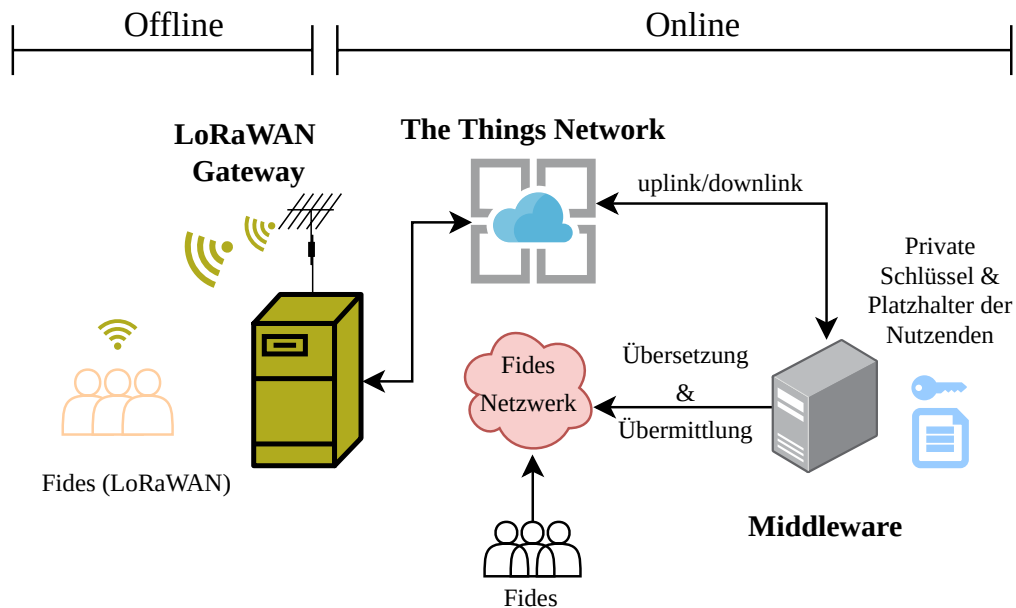 Offline
Online
LoRaWAN
Gateway
The Things Network
uplink/downlink
Private
Schlüssel &
Platzhalter der
Nutzenden
Fides
Netzwerk
Übersetzung
&
Übermittlung
Fides (LoRaWAN)
Middleware
Fides